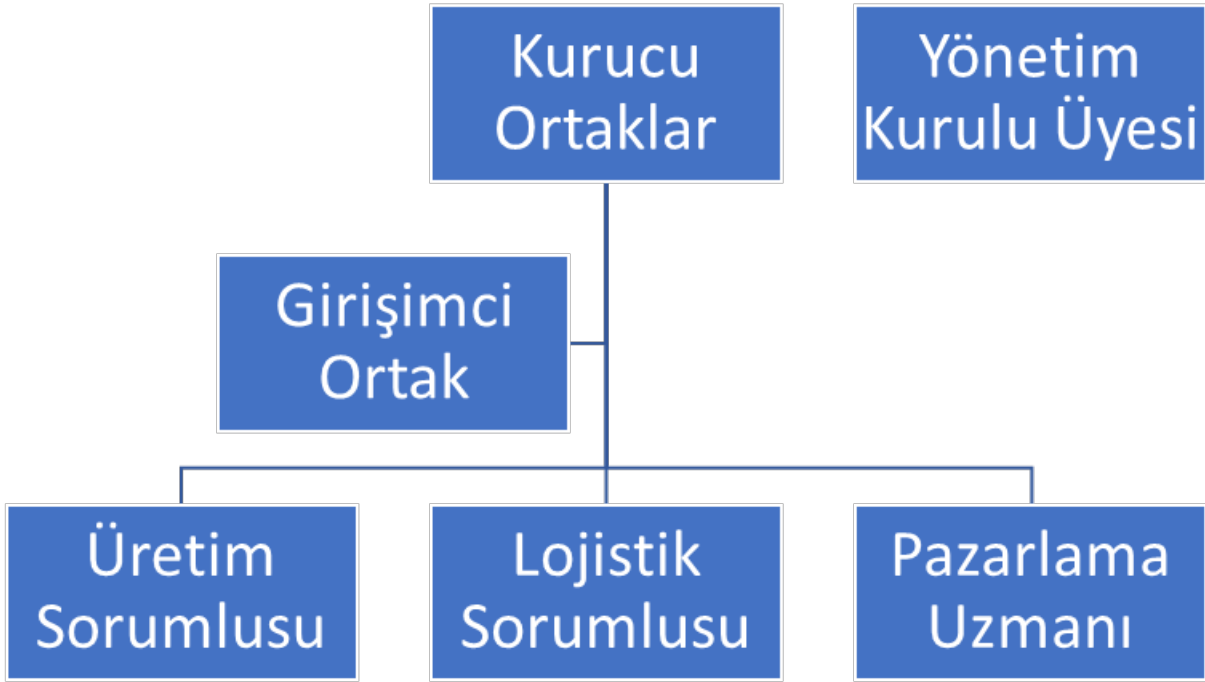 Kurucu
Ortaklar
Yönetim
Kurulu Üyesi
Girişimci
Ortak
Üretim
Sorumlusu
Lojistik
Sorumlusu
Pazarlama
Uzmanı